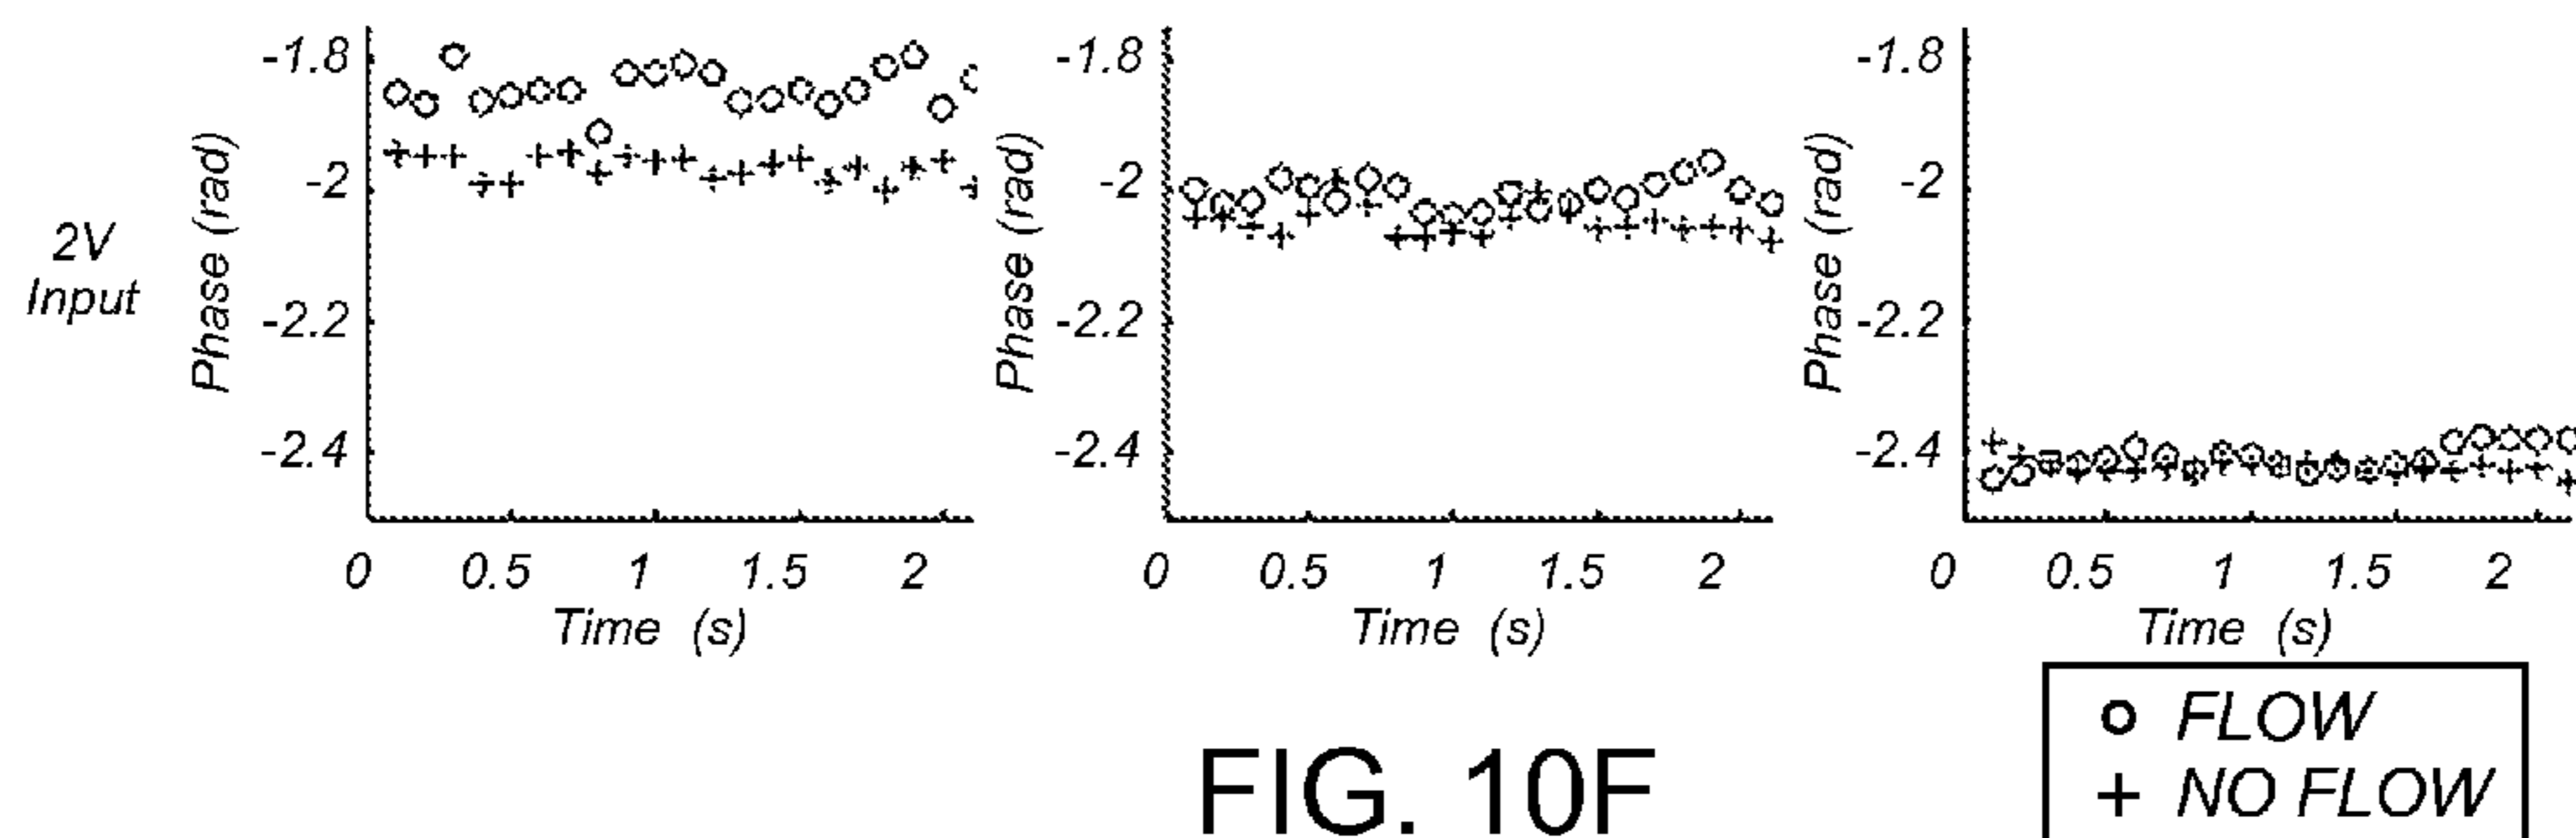 2V
Input
Phase (rad)
-1.8
-2
-2.2
-2.4
0 0.5 1 1.5 2
Time (s)
Phase (rad)
-1.8
-2
-2.2
-2.4
0 0.5 1 1.5 2
Time (s)
Phase (rad)
-1.8
-2
-2.2
-2.4
0 0.5 1 1.5 2
Time (s)
FLOW
NO FLOW
FIG. 10F